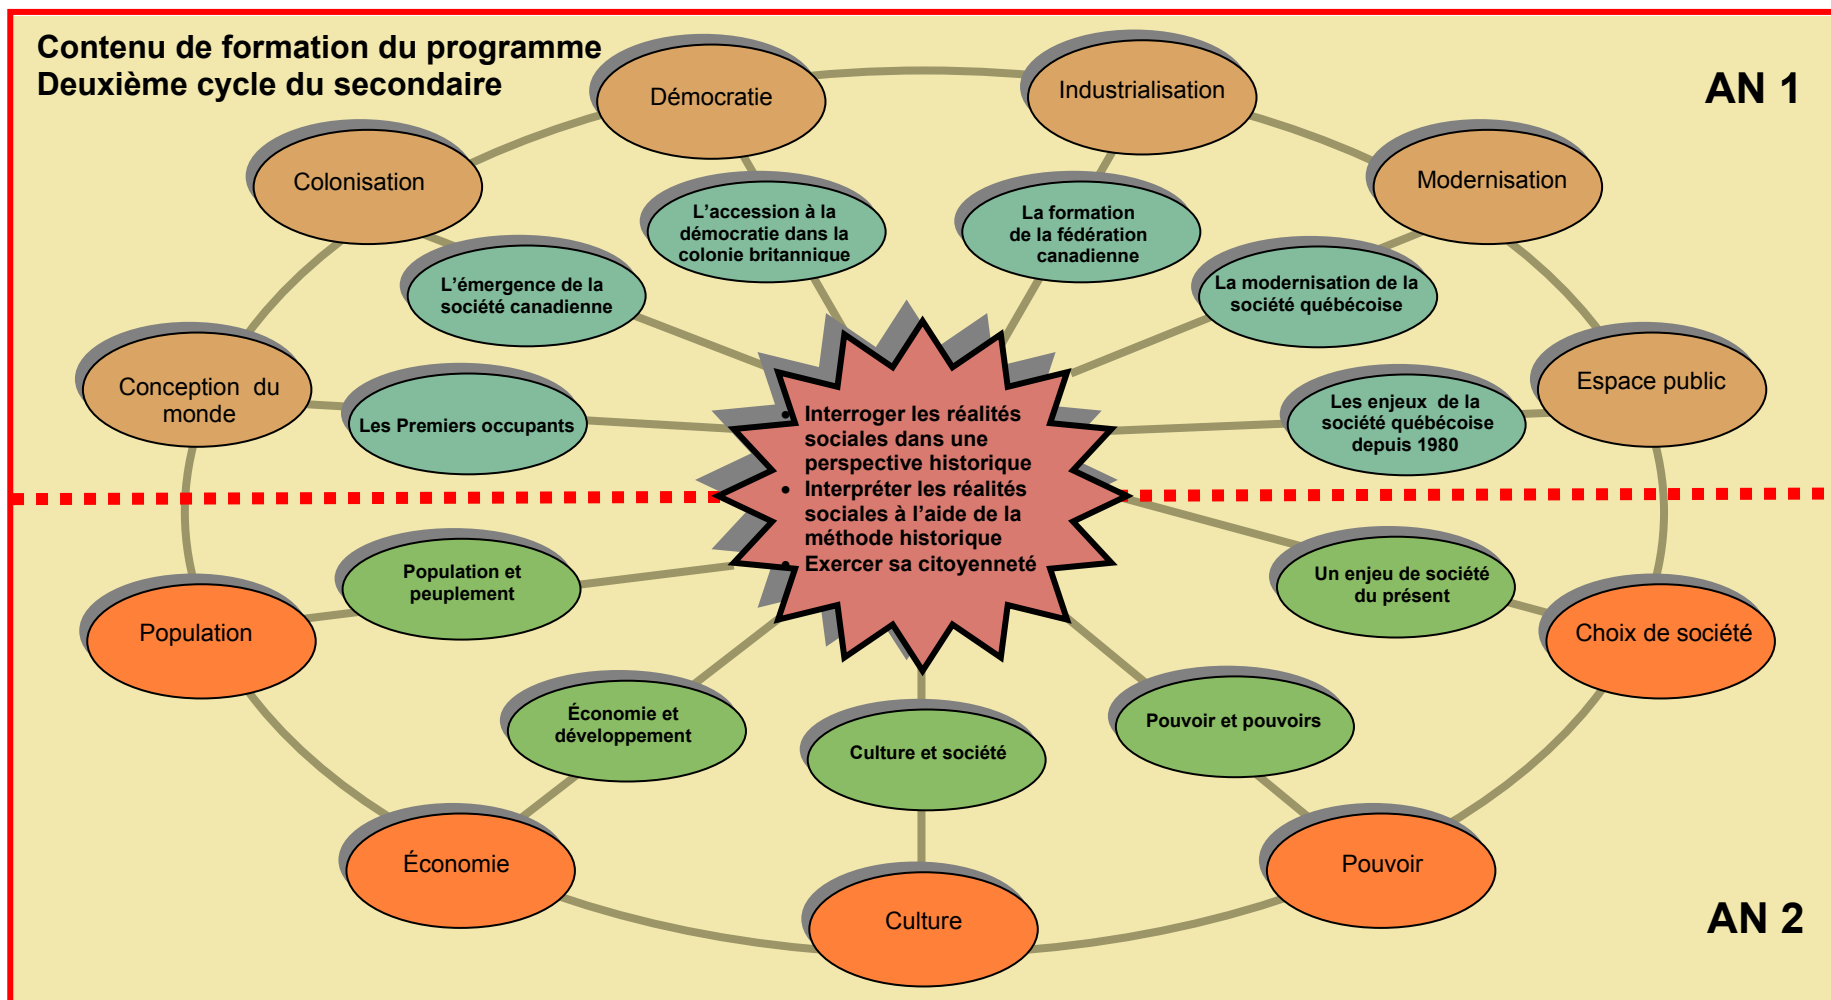 Contenu de formation du programme
Deuxième cycle du secondaire
AN 1
Démocratie
Industrialisation
Colonisation
Modernisation
L'accession à la
démocratie dans la
colonie britannique
La formation
de la fédération
canadienne
L'émergence de la
société canadienne
La modernisation de la
société québécoise
Conception du
monde
Les Premiers occupants
Les enjeux de la
société québécoise
depuis 1980
Espace public
• Interroger les réalités
sociales dans une
perspective historique
• Interpréter les réalités
sociales à l'aide de la
méthode historique
• Exercer sa citoyenneté
Population et
peuplement
Un enjeu de société
du présent
Population
Choix de société
Économie et
développement
Culture et société
Pouvoir et pouvoirs
Économie
Culture
Pouvoir
AN 2